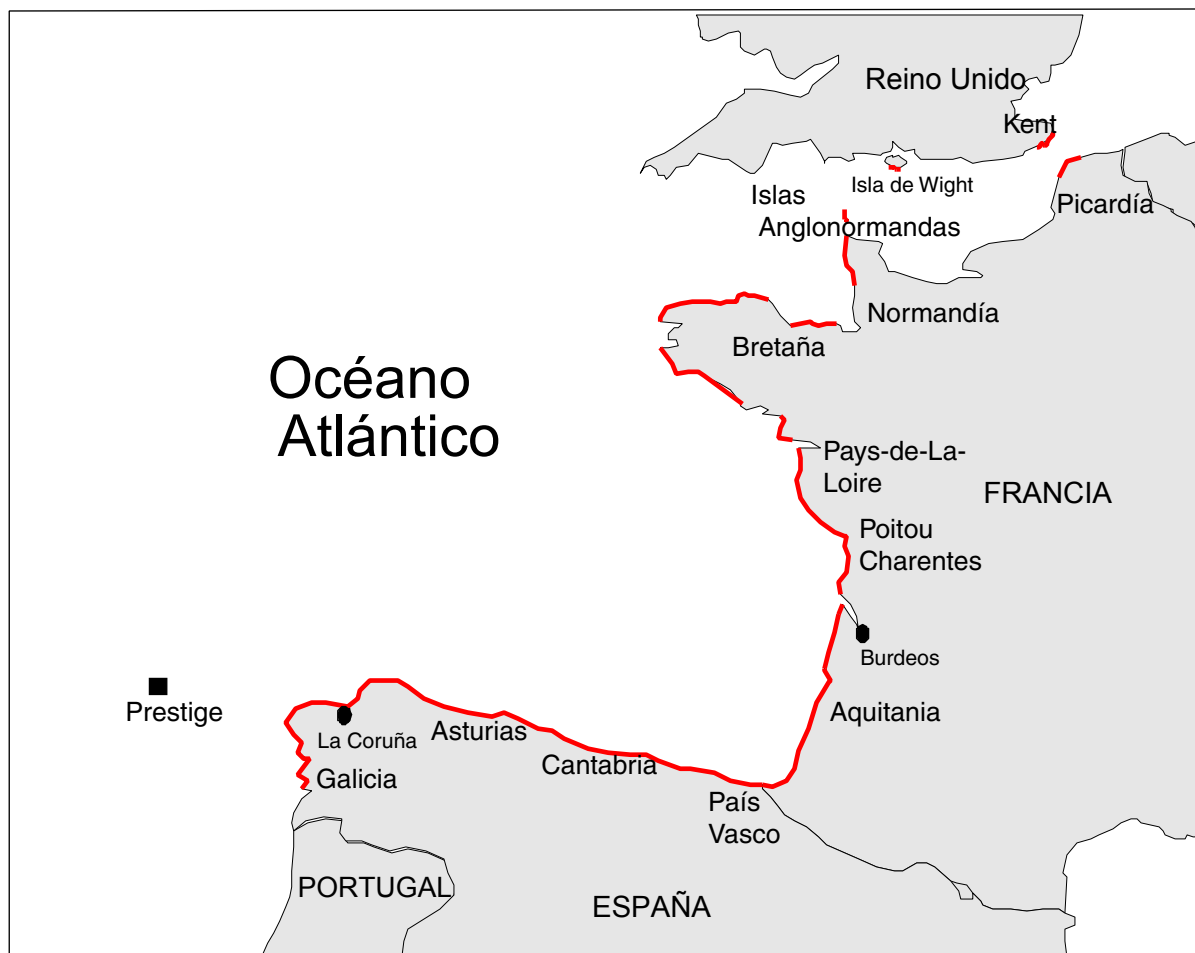 Reino Unido
Kent
Isla de Wight
Islas
Anglonormandas
Picardía
Normandía
Bretaña
Océano
Atlántico
Pays-de-La-
Loire
FRANCIA
Poitou
Charentes
Burdeos
Prestige
Aquitania
La Coruña
Asturias
Cantabria
Galicia
País
Vasco
PORTUGAL
ESPAÑA